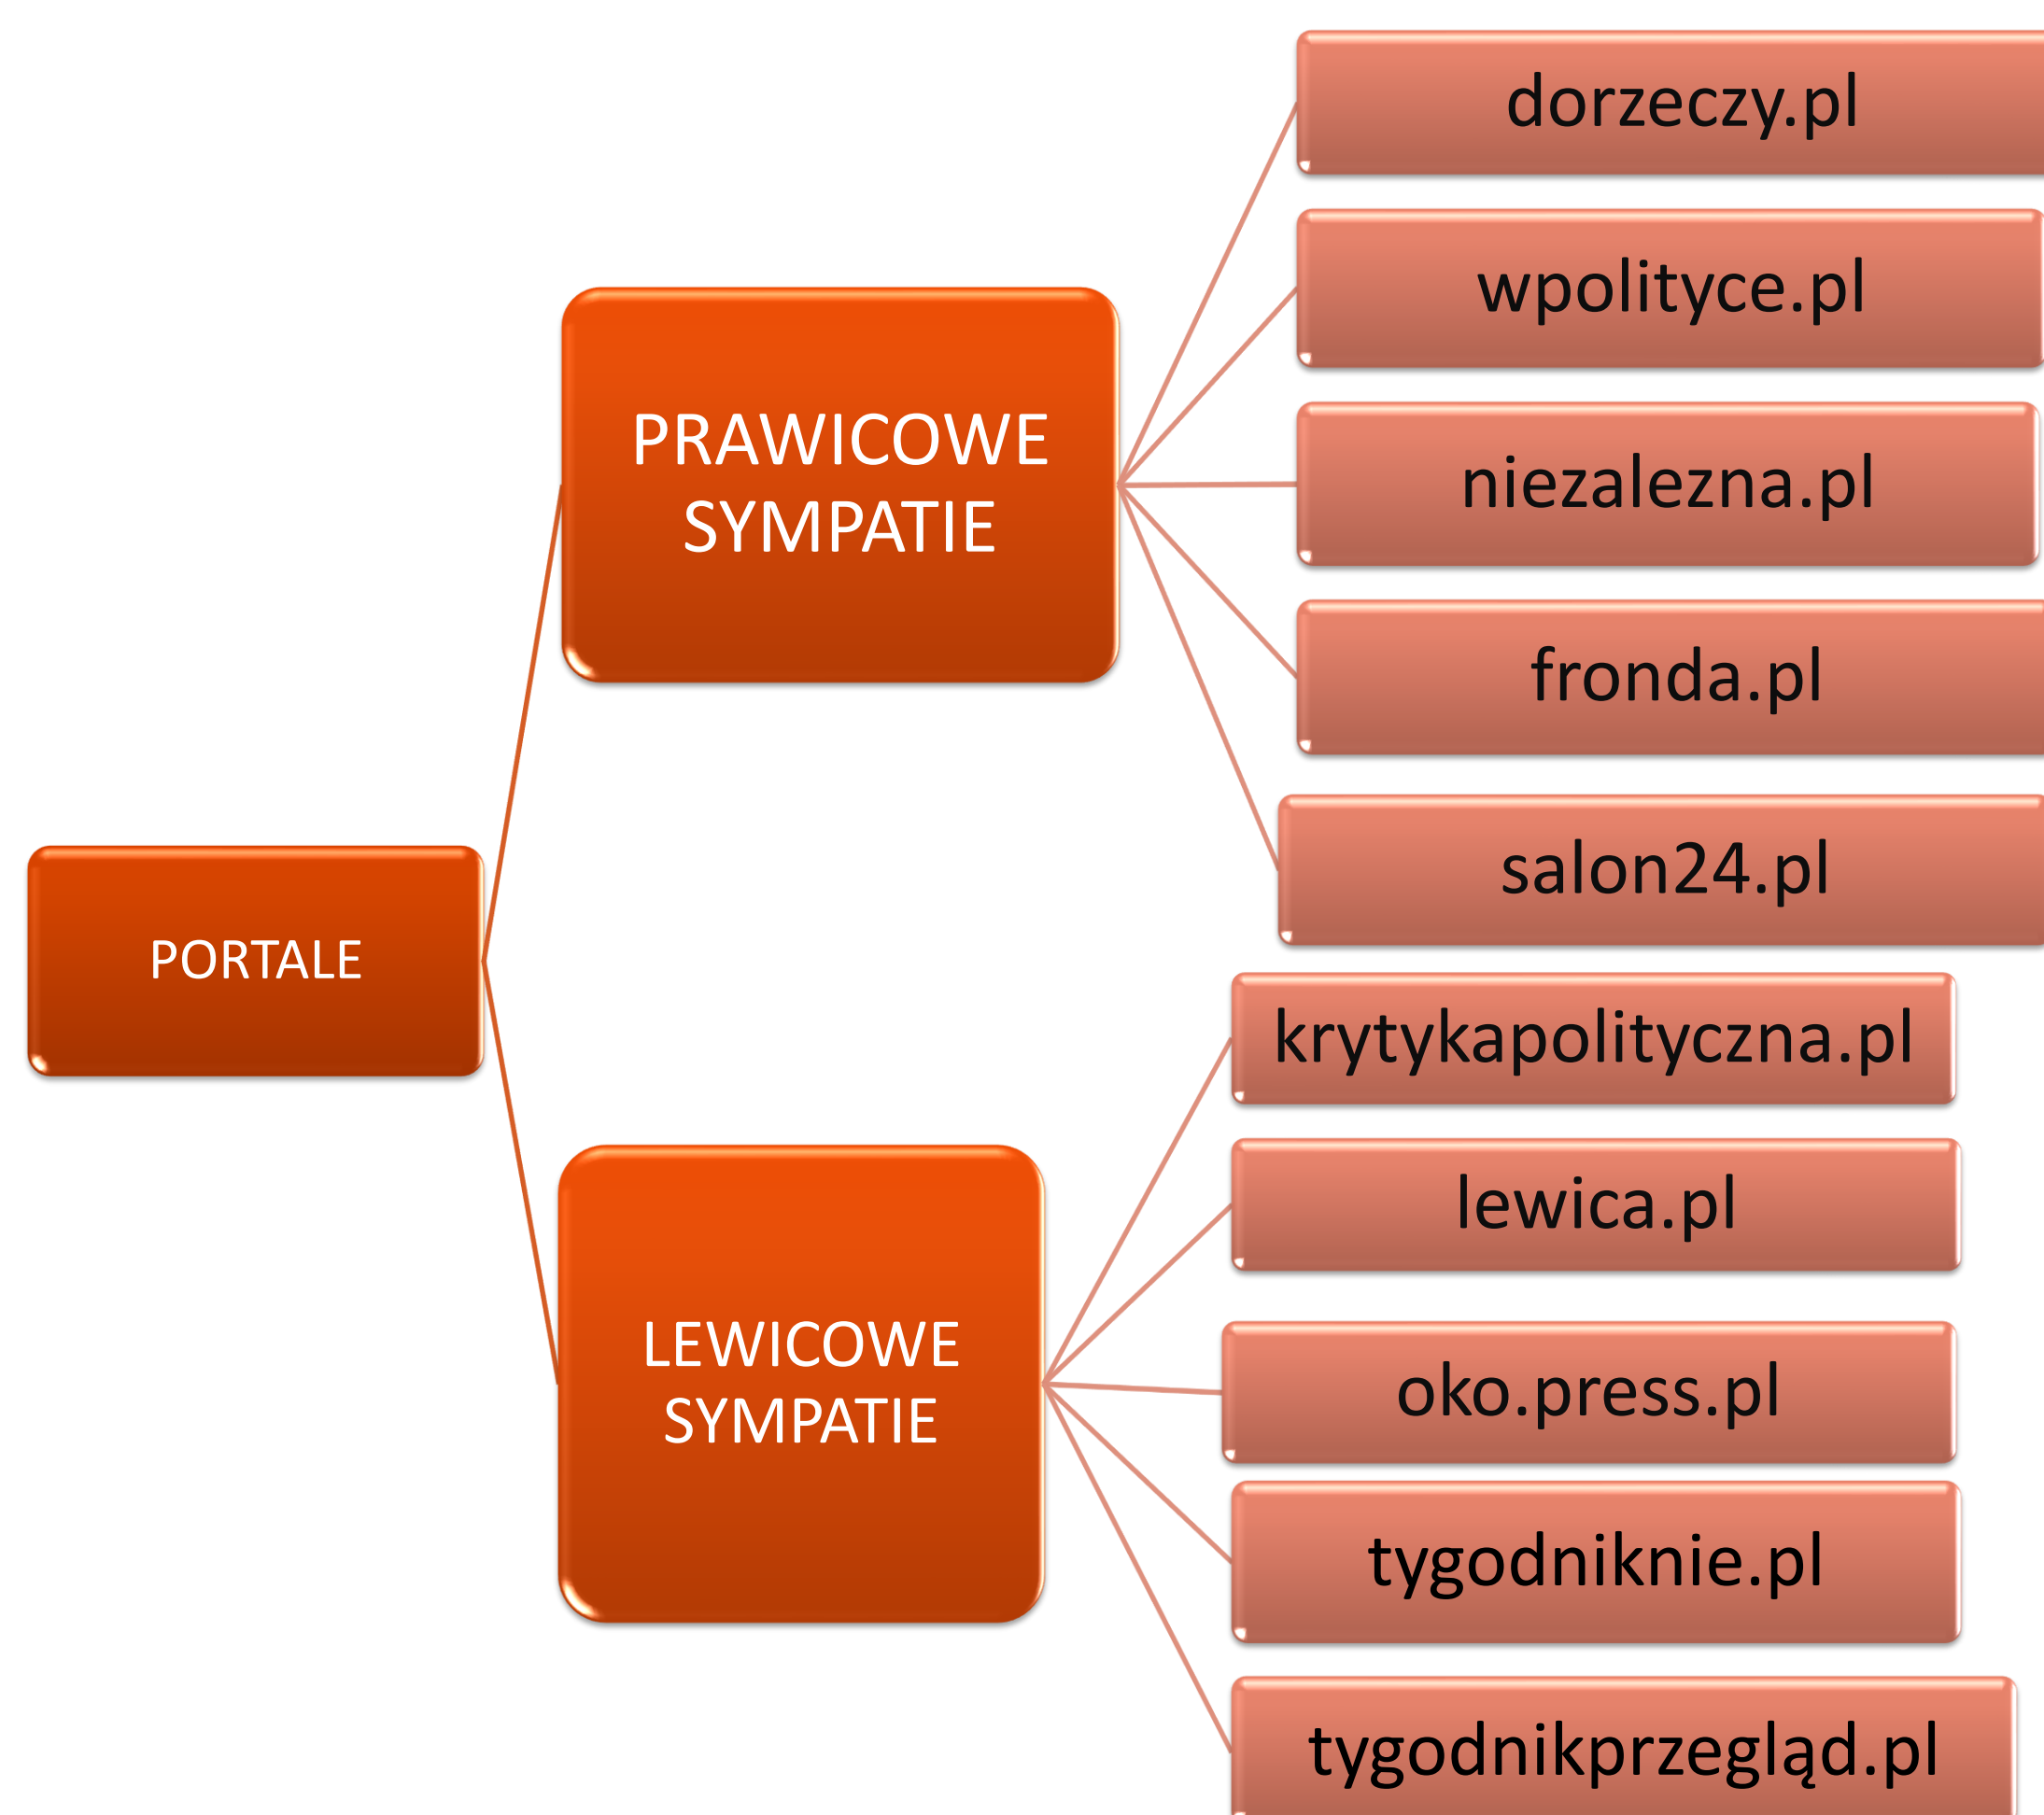 PORTALE
PRAWICOWE
SYMPATIE
dorzeczy.pl
wpolityce.pl
niezalezna.pl
fronda.pl
salon24.pl
LEWICOWE
SYMPATIE
krytykapolityczna.pl
lewica.pl
oko.press.pl
tygodniknie.pl
tygodnikprzegląd.pl